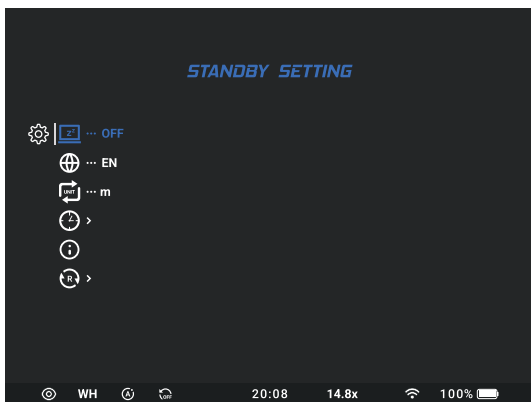 STANDBY SETTING
zz ··· OFF
··· EN
UNIT ··· m
>
R >
WH A OFF 20:08 14.8x 100%